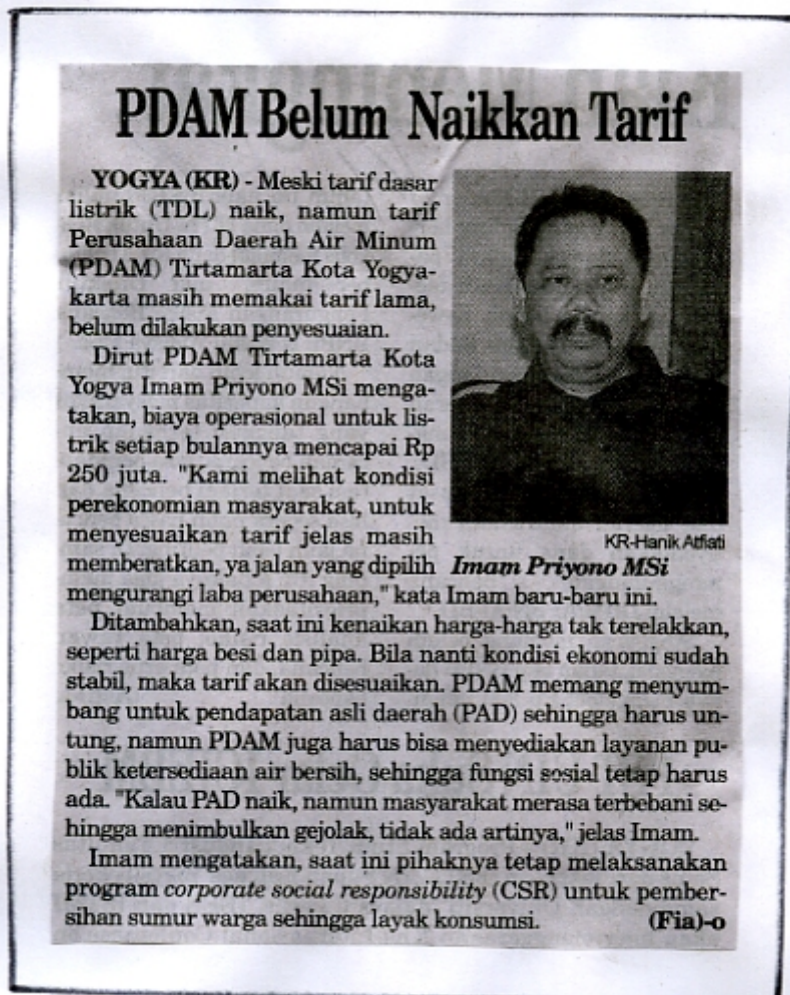 PDAM Belum Naikkan Tarif
YOGYA (KR) - Meski tarif dasar
listrik (TDL) naik, namun tarif
Perusahaan Daerah Air Minum
(PDAM) Tirtamarta Kota Yogya-
karta masih memakai tarif lama,
belum dilakukan penyesuaian.
Dirut PDAM Tirtamarta Kota
Yogya Imam Priyono MSi menga-
takan, biaya operasional untuk lis-
trik setiap bulannya mencapai Rp
250 juta. "Kami melihat kondisi
perekonomian masyarakat, untuk
menyesuaikan tarif jelas masih
memberatkan, ya jalan yang dipilih
KR-Hanik Atfiati
Imam Priyono MSi
mengurangi laba perusahaan," kata Imam baru-baru ini.
Ditambahkan, saat ini kenaikan harga-harga tak terelakkan,
seperti harga besi dan pipa. Bila nanti kondisi ekonomi sudah
stabil, maka tarif akan disesuaikan. PDAM memang menyum-
bang untuk pendapatan asli daerah (PAD) sehingga harus un-
tung, namun PDAM juga harus bisa menyediakan layanan pu-
blik ketersediaan air bersih, sehingga fungsi sosial tetap harus
ada. "Kalau PAD naik, namun masyarakat merasa terbebani se-
hingga menimbulkan gejolak, tidak ada artinya," jelas Imam.
Imam mengatakan, saat ini pihaknya tetap melaksanakan
program corporate social responsibility (CSR) untuk pember-
sihan sumur warga sehingga layak konsumsi. (Fia)-o